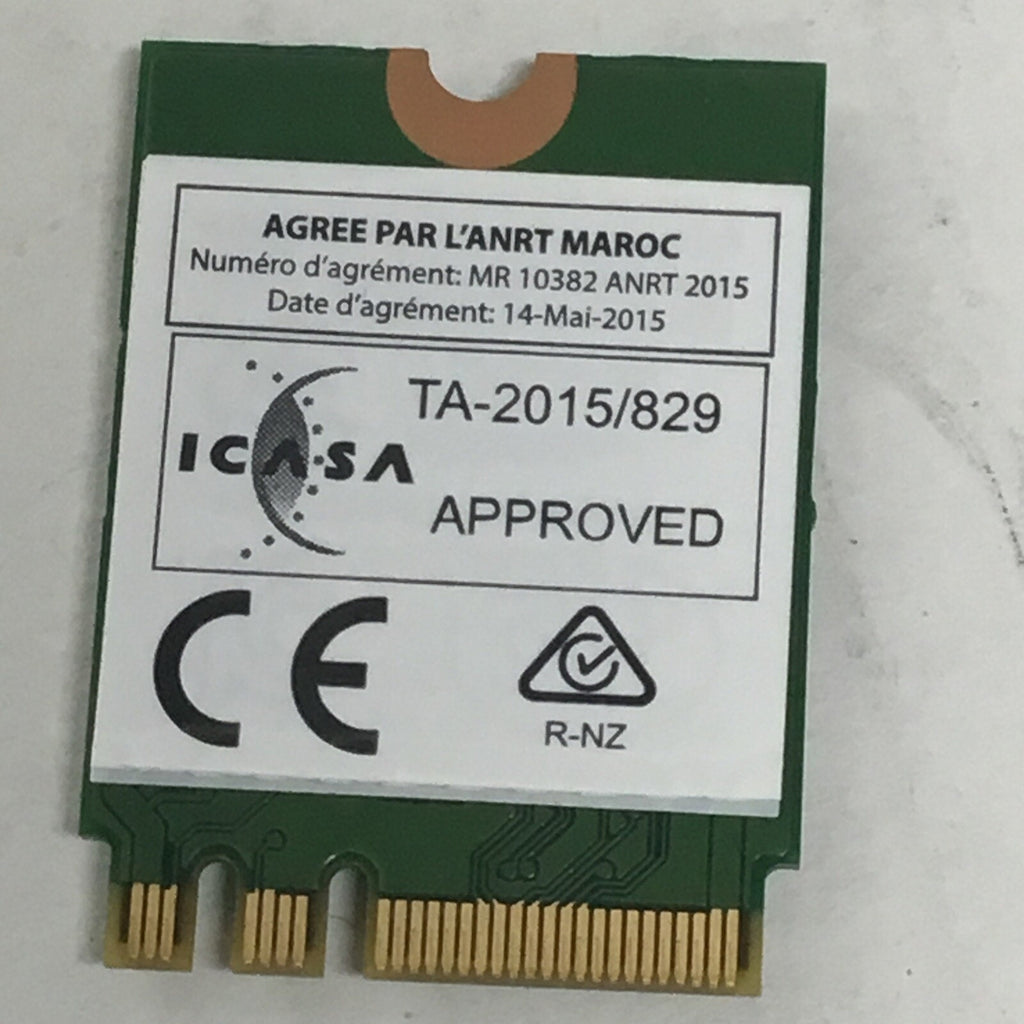 AGREE PAR L'ANRT MAROC
Numéro d'agrément: MR 10382 ANRT 2015
Date d'agrément: 14-Mai-2015
ICASA
TA-2015/829
APPROVED
CE
R-NZ